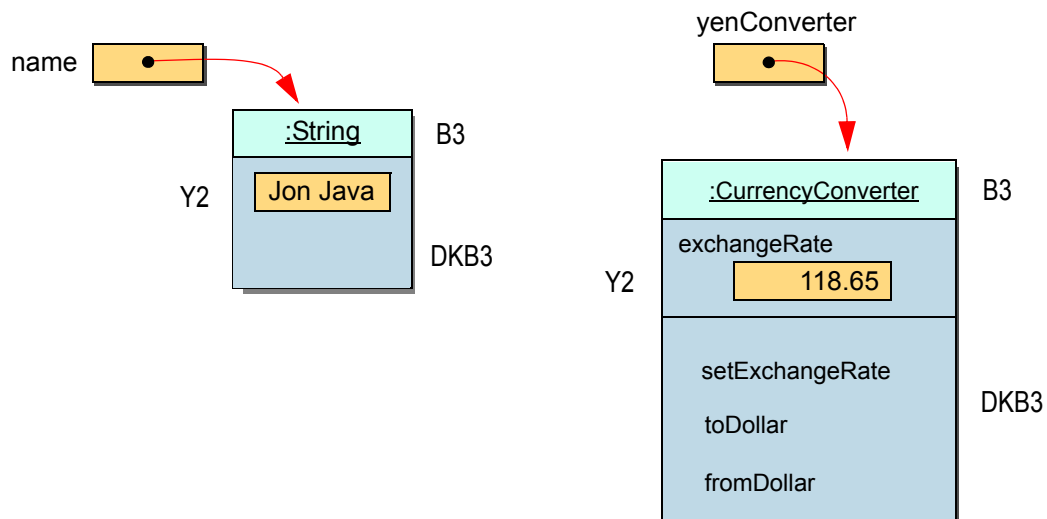 name
:String
B3
Y2
Jon Java
DKB3
yenConverter
:CurrencyConverter
B3
exchangeRate
Y2
118.65
setExchangeRate
DKB3
toDollar
fromDollar